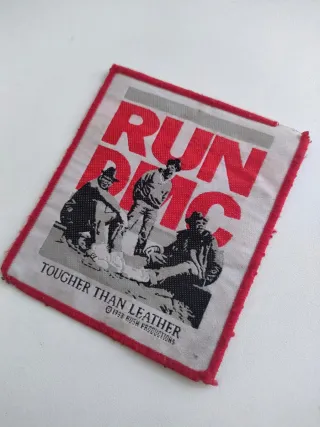 RUN
DMC
TOUGHER THAN LEATHER
© 1988 RUSH PRODUCTIONS